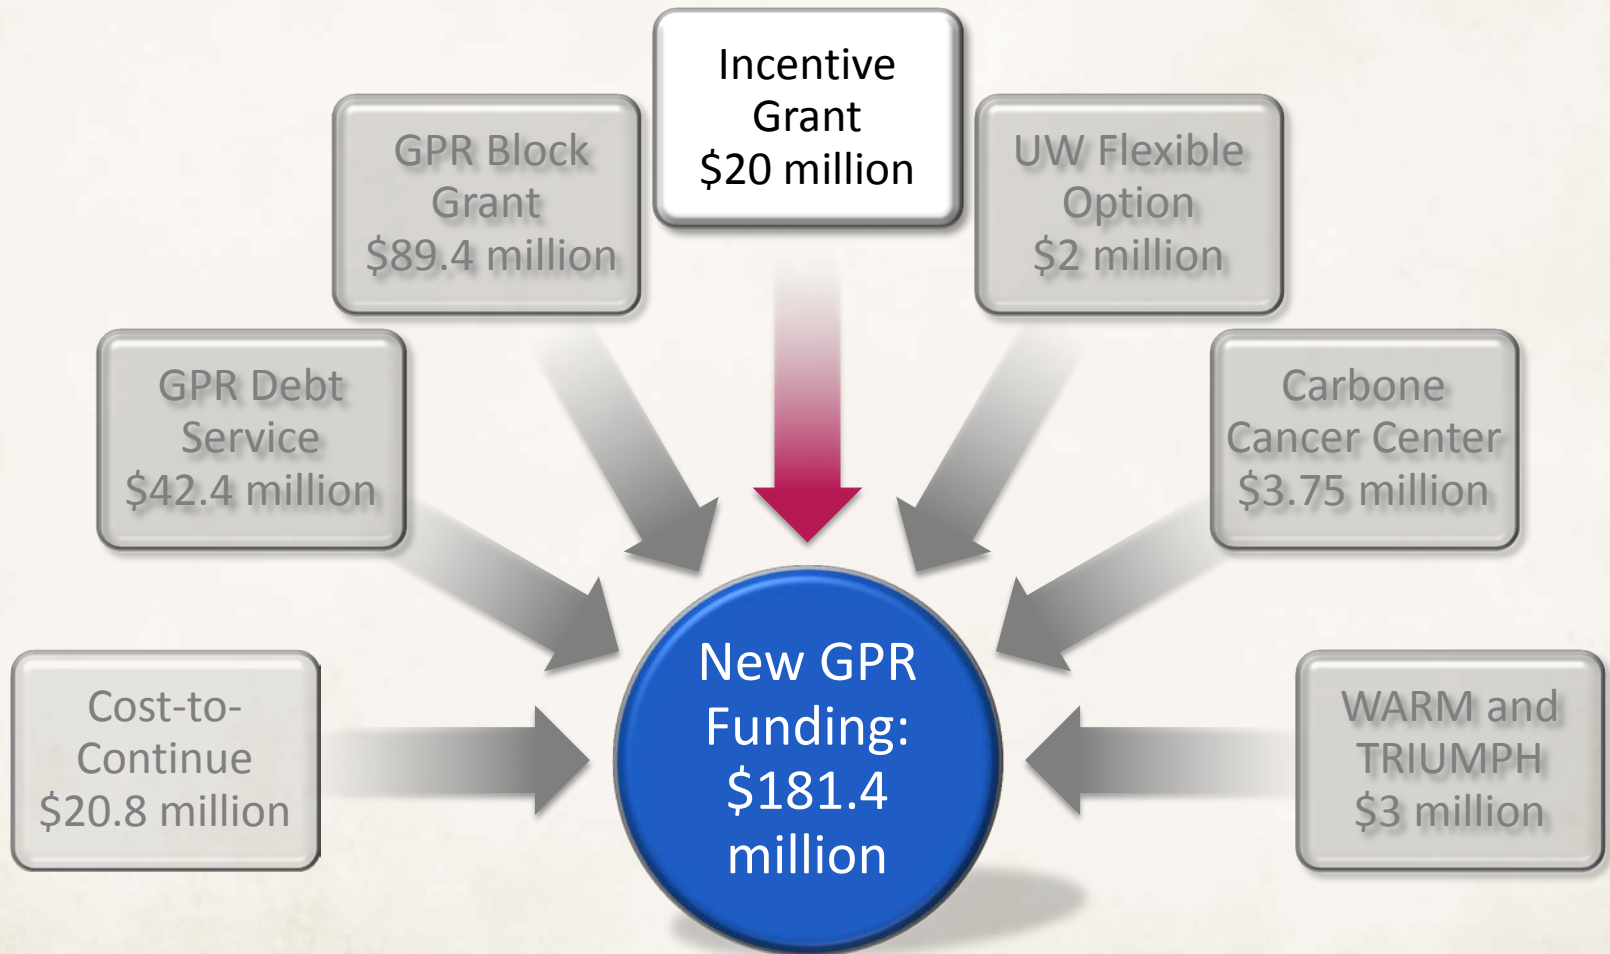 Incentive
Grant
$20 million
GPR Block
Grant
$89.4 million
UW Flexible
Option
$2 million
GPR Debt
Service
$42.4 million
Carbone
Cancer Center
$3.75 million
Cost-to-
Continue
$20.8 million
New GPR
Funding:
$181.4
million
WARM and
TRIUMPH
$3 million